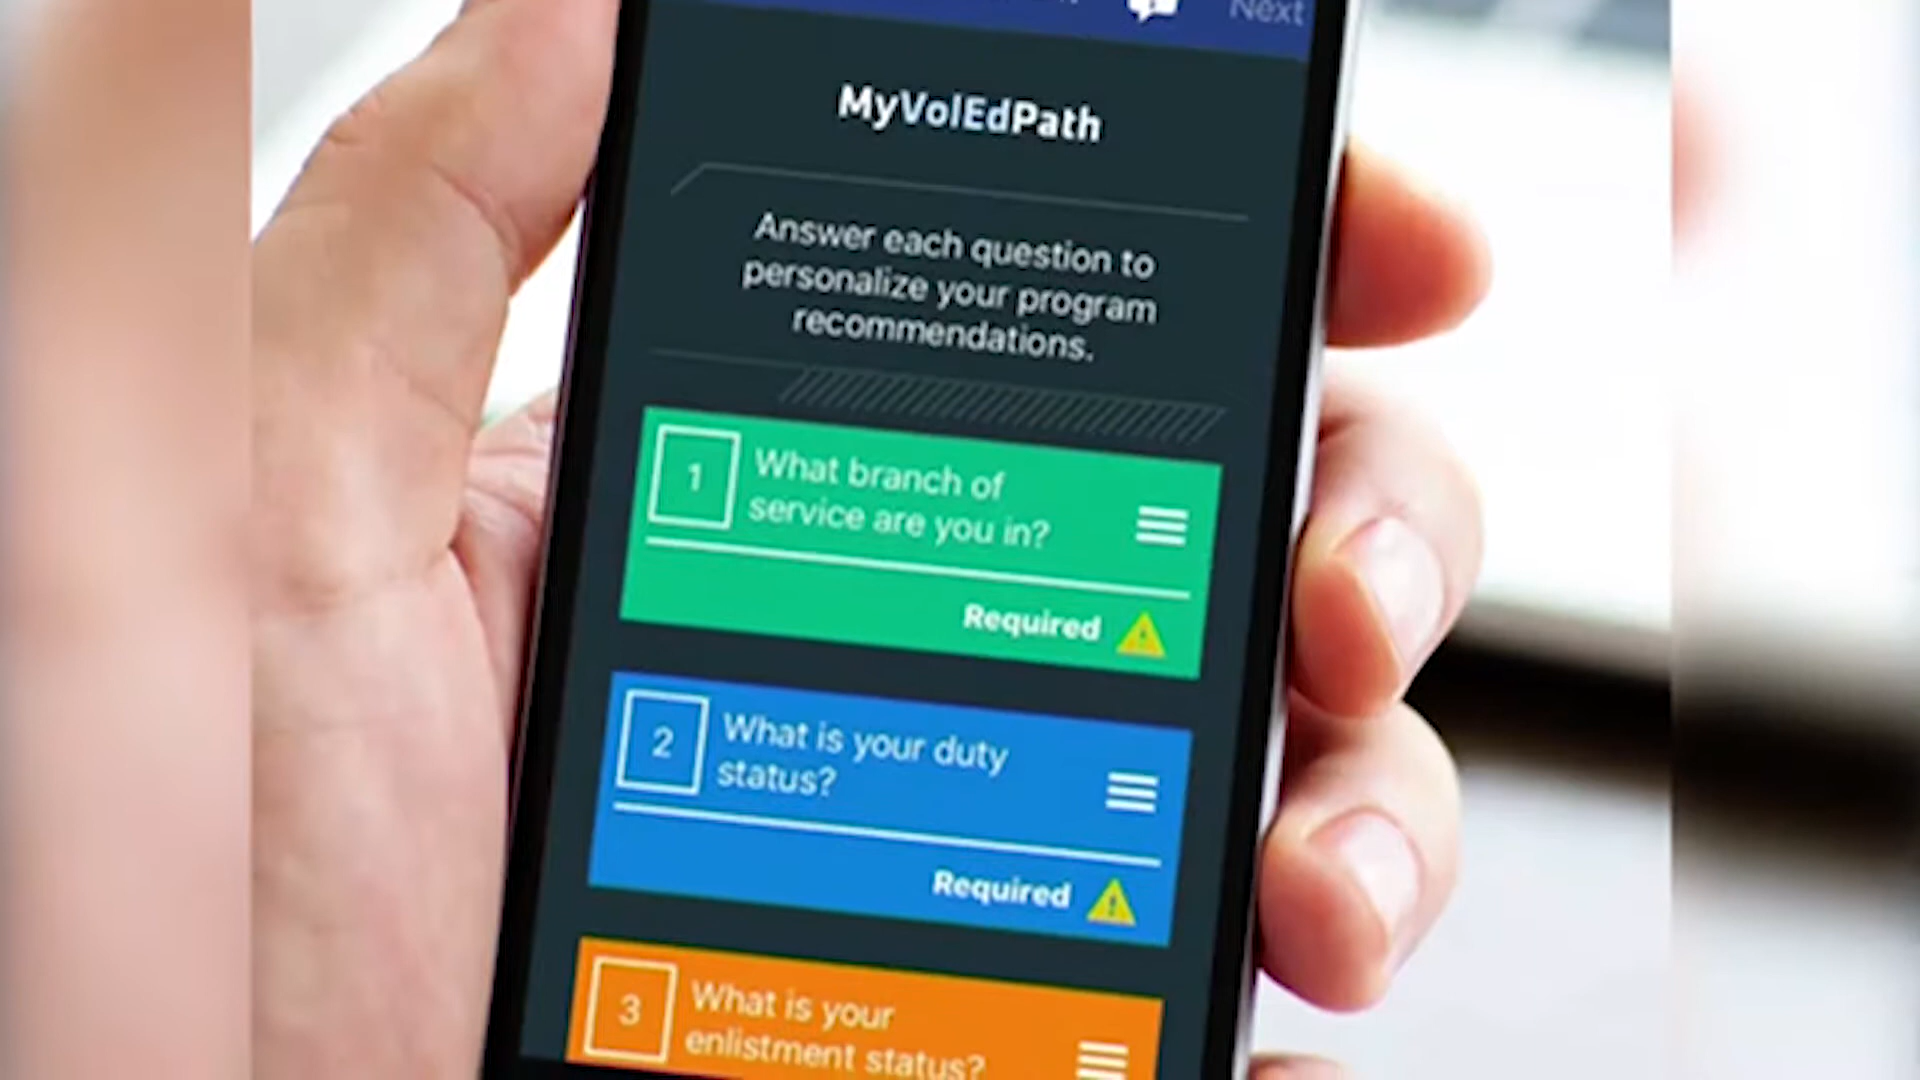 Next
MyVolEdPath
Answer each question to
personalize your program
recommendations.
1
What branch of
service are you in?
Required
2
What is your duty
status?
Required
3
What is your
enlistment status?